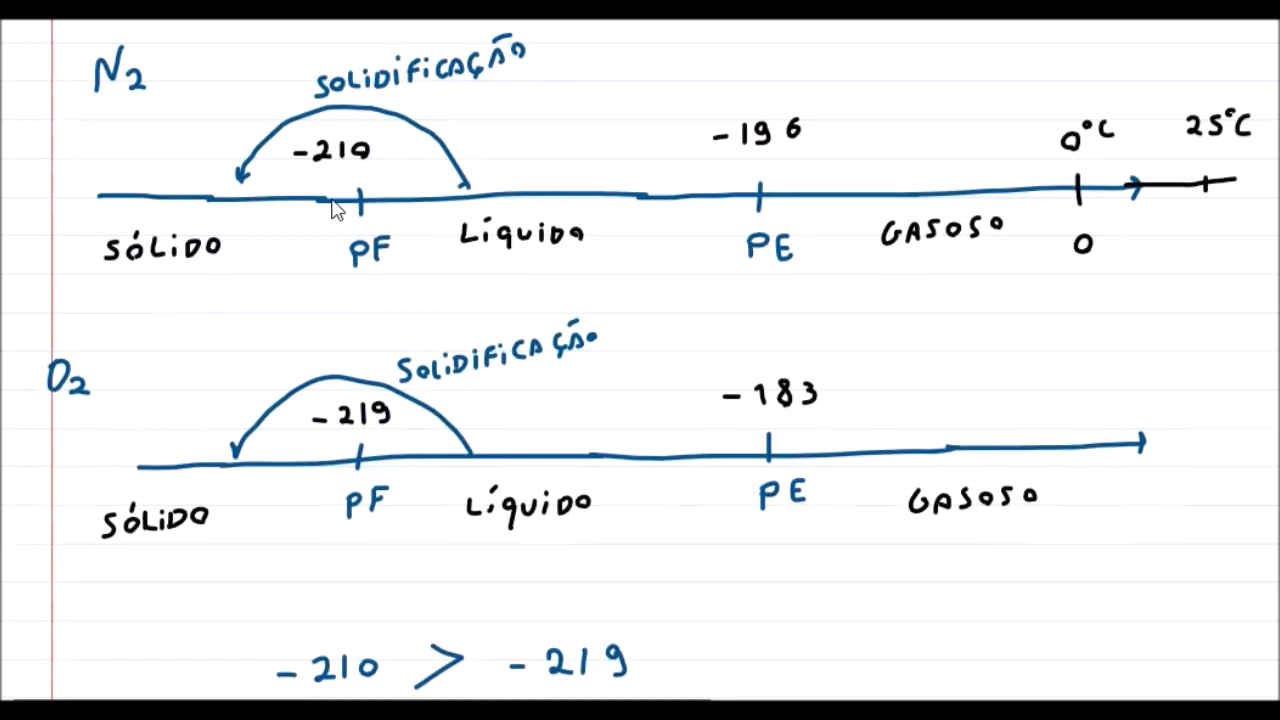 N2
SOLIDIFICAÇÃO
-210 -196 0°C 25°C
SÓLIDO PF LÍQUIDO PE GASOSO 0
O2
SOLIDIFICAÇÃO
-219 -183
SÓLIDO PF LÍQUIDO PE GASOSO
-210 > -219